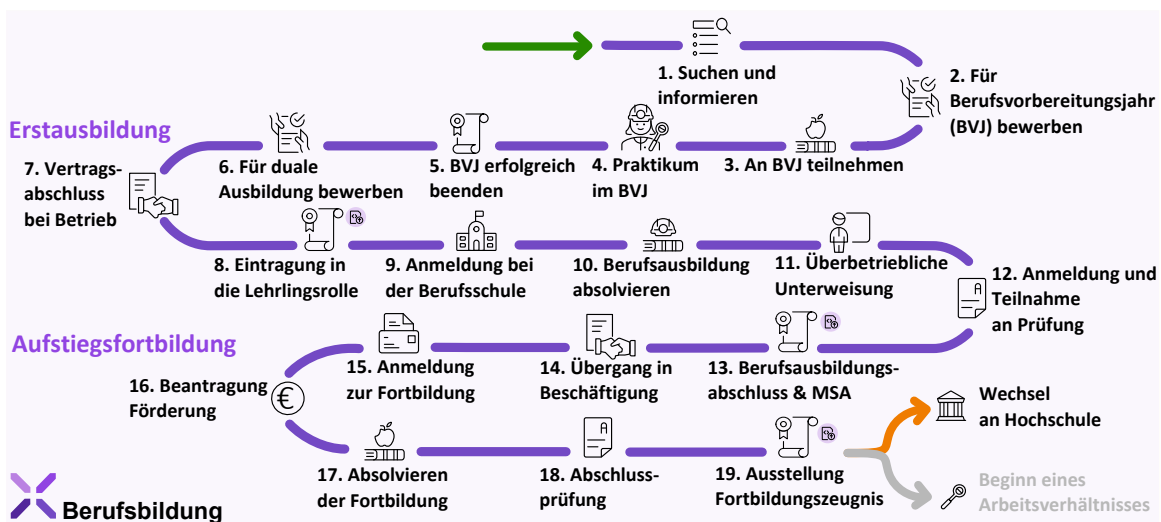 1. Suchen und
informieren
2. Für
Berufsvorbereitungsjahr
(BVJ) bewerben
Erstausbildung
3. An BVJ teilnehmen
4. Praktikum
im BVJ
5. BVJ erfolgreich
beenden
6. Für duale
Ausbildung bewerben
7. Vertrags-
abschluss
bei Betrieb
8. Eintragung in
die Lehrlingsrolle
9. Anmeldung bei
der Berufsschule
10. Berufsausbildung
absolvieren
11. Überbetriebliche
Unterweisung
12. Anmeldung und
Teilnahme
an Prüfung
Aufstiegsfortbildung
13. Berufsausbildungs-
abschluss & MSA
14. Übergang in
Beschäftigung
15. Anmeldung
zur Fortbildung
16. Beantragung
Förderung
€
17. Absolvieren
der Fortbildung
18. Abschluss-
prüfung
19. Ausstellung
Fortbildungszeugnis
Wechsel
an Hochschule
Beginn eines
Arbeitsverhältnisses
Berufsbildung